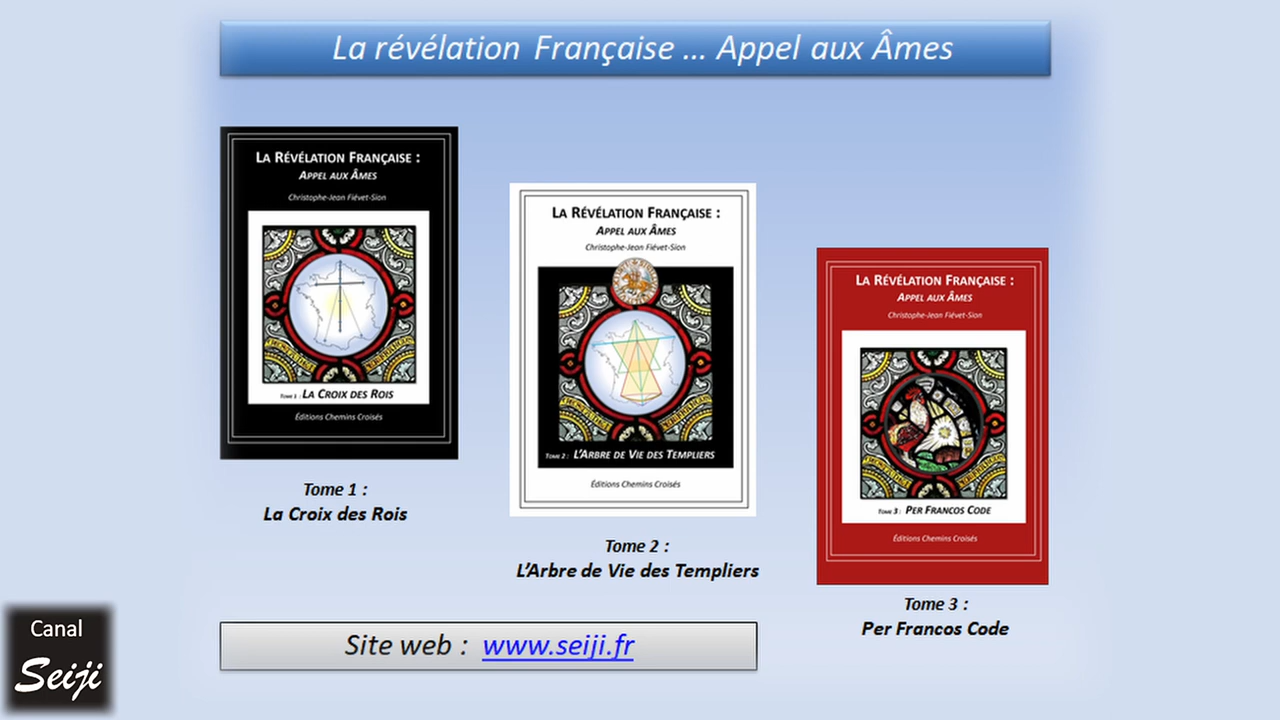 La révélation Française ... Appel aux Âmes
La Révélation Française :
Appel aux Âmes
Christophe-Jean Fiévet-Sion
Tome 1 : La Croix des Rois
Éditions Chemins Croisés
Tome 1 :
La Croix des Rois
La Révélation Française :
Appel aux Âmes
Christophe-Jean Fiévet-Sion
Tome 2 : L'Arbre de Vie des Templiers
Éditions Chemins Croisés
Tome 2 :
L'Arbre de Vie des Templiers
La Révélation Française :
Appel aux Âmes
Christophe-Jean Fiévet-Sion
Tome 3 : Per Francos Code
Éditions Chemins Croisés
Tome 3 :
Per Francos Code
Site web : www.seiji.fr
Canal
Seiji